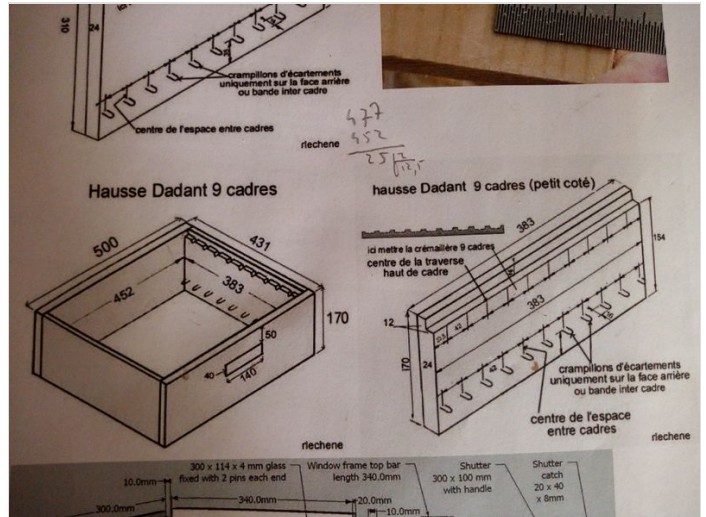 310
24
crampillons d'écartements
uniquement sur la face arrière
ou bande inter cadre
centre de l'espace entre cadres
rlechene
477
452
25
2
12,5
Hausse Dadant 9 cadres
500
431
452
383
170
50
40
140
rlechene
hausse Dadant 9 cadres (petit coté)
383
ici mettre la crémaillère 9 cadres
centre de la traverse
haut de cadre
154
383
12
42
24
170
42
crampillons d'écartements
uniquement sur la face arrière
ou bande inter cadre
centre de l'espace
entre cadres
rlechene
300 x 114 x 4 mm glass
fixed with 2 pins each end
Window frame top bar
length 340.0mm
Shutter
300 x 100 mm
with handle
Shutter
catch
20 x 40
x 8mm
10.0mm
340.0mm
20.0mm
10.0mm
300.0mm